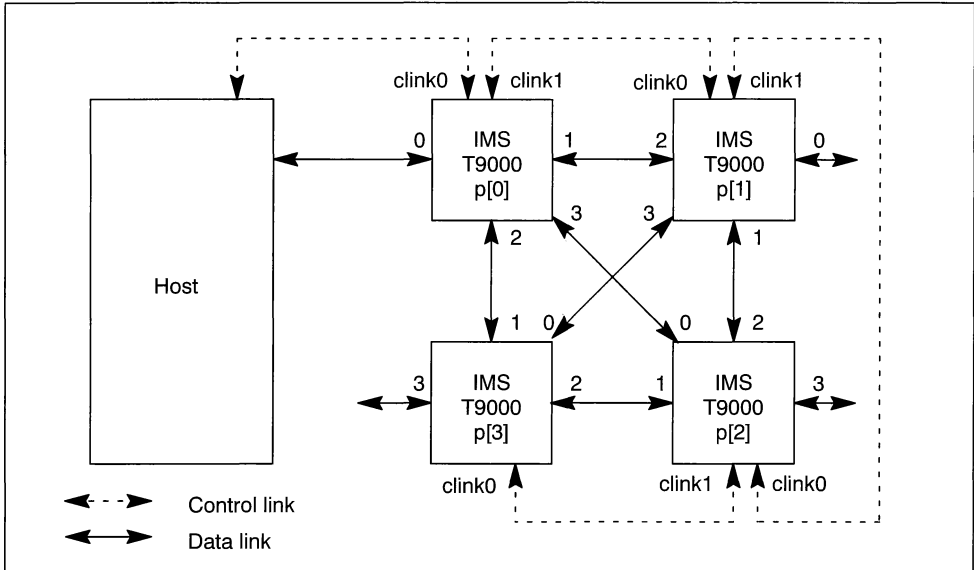 clink0
clink1
clink0
clink1
Host
0
IMS
T9000
p[0]
1
2
IMS
T9000
p[1]
0
2
3
3
1
1
0
0
2
3
IMS
T9000
p[3]
2
1
IMS
T9000
p[2]
3
clink0
clink1
clink0
Control link
Data link